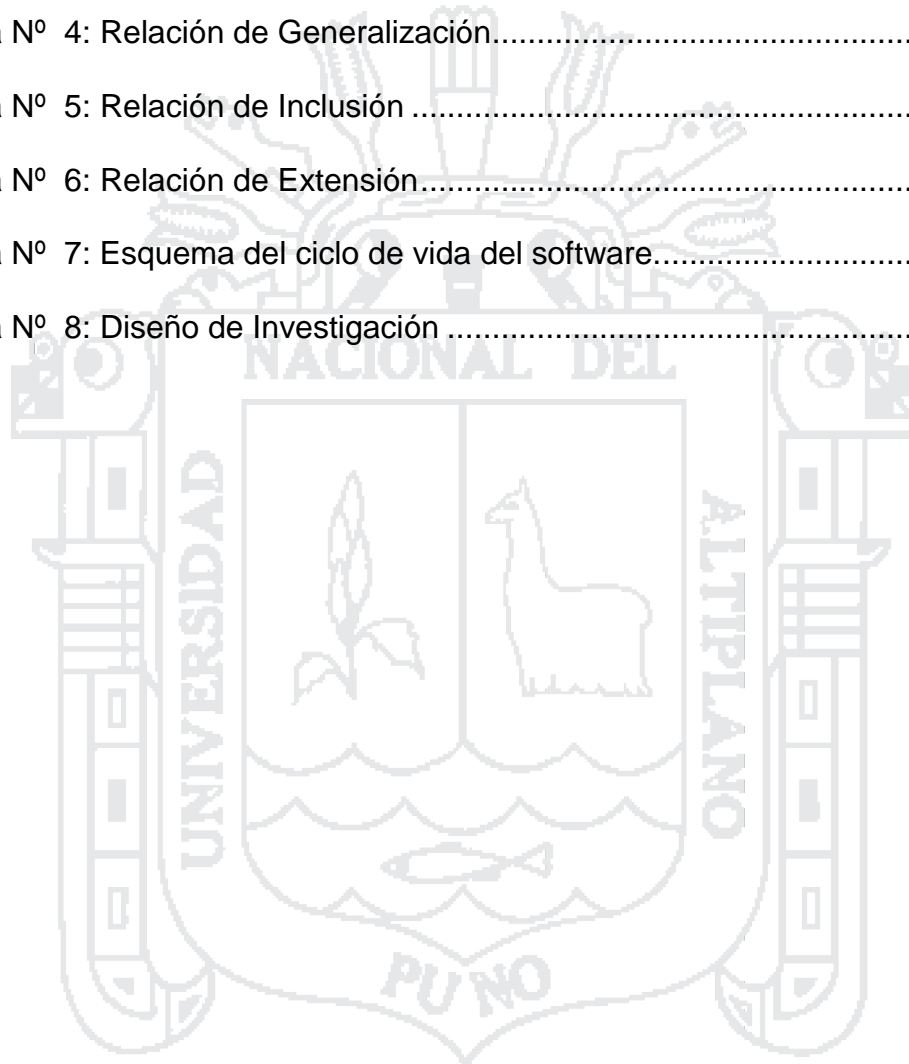 a Nº 4: Relación de Generalización..................................................
a Nº 5: Relación de Inclusión ..........................................................
a Nº 6: Relación de Extensión.........................................................
a Nº 7: Esquema del ciclo de vida del software.............................
a Nº 8: Diseño de Investigación ......................................................
NACIONAL DEL
UNIVERSIDAD
ALTIPLANO
PUNO